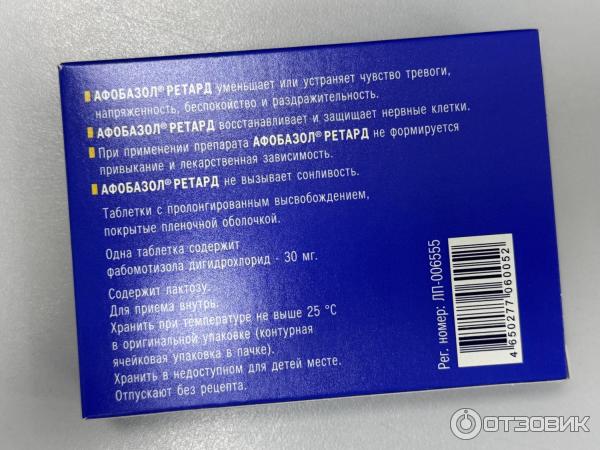 АФОБАЗОЛ® РЕТАРД уменьшает или устраняет чувство тревоги,
напряженность, беспокойство и раздражительность.
АФОБАЗОЛ® РЕТАРД восстанавливает и защищает нервные клетки.
При применении препарата АФОБАЗОЛ® РЕТАРД не формируется
привыкание и лекарственная зависимость.
АФОБАЗОЛ® РЕТАРД не вызывает сонливость.
Таблетки с пролонгированным высвобождением,
покрытые пленочной оболочкой.
Одна таблетка содержит
фабомотизола дигидрохлорид - 30 мг.
Содержит лактозу.
Для приема внутрь.
Хранить при температуре не выше 25 °С
в оригинальной упаковке (контурная
ячейковая упаковка в пачке).
Хранить в недоступном для детей месте.
Отпускают без рецепта.
Рег. номер: ЛП-006555
4 650277 060052
ОТЗОВИК